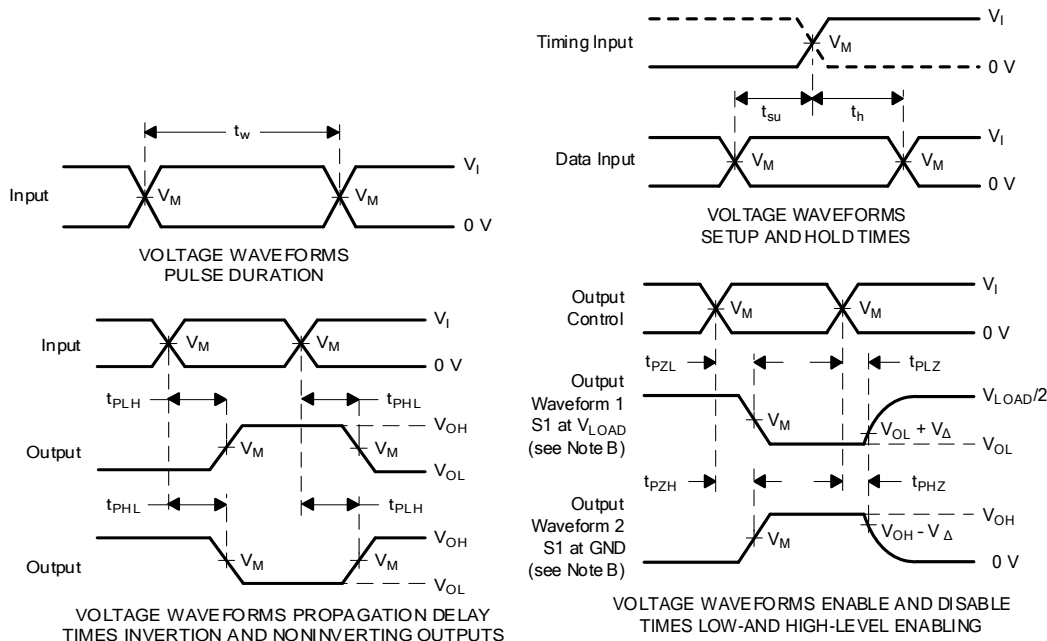 t_w
V_I
Input
V_M
V_M
0 V
VOLTAGE WAVEFORMS
PULSE DURATION
Timing Input
V_I
V_M
0 V
t_su
t_h
Data Input
V_I
V_M
V_M
0 V
VOLTAGE WAVEFORMS
SETUP AND HOLD TIMES
Input
V_I
V_M
V_M
0 V
t_PLH
t_PHL
Output
V_OH
V_M
V_M
V_OL
t_PHL
t_PLH
Output
V_OH
V_M
V_M
V_OL
VOLTAGE WAVEFORMS PROPAGATION DELAY
TIMES INVERTION AND NONINVERTING OUTPUTS
Output
Control
V_I
V_M
V_M
0 V
t_PZL
t_PLZ
Output
Waveform 1
S1 at V_LOAD
(see Note B)
V_LOAD/2
V_M
V_OL + V_Δ
V_OL
t_PZH
t_PHZ
Output
Waveform 2
S1 at GND
(see Note B)
V_OH
V_M
V_OH - V_Δ
0 V
VOLTAGE WAVEFORMS ENABLE AND DISABLE
TIMES LOW-AND HIGH-LEVEL ENABLING